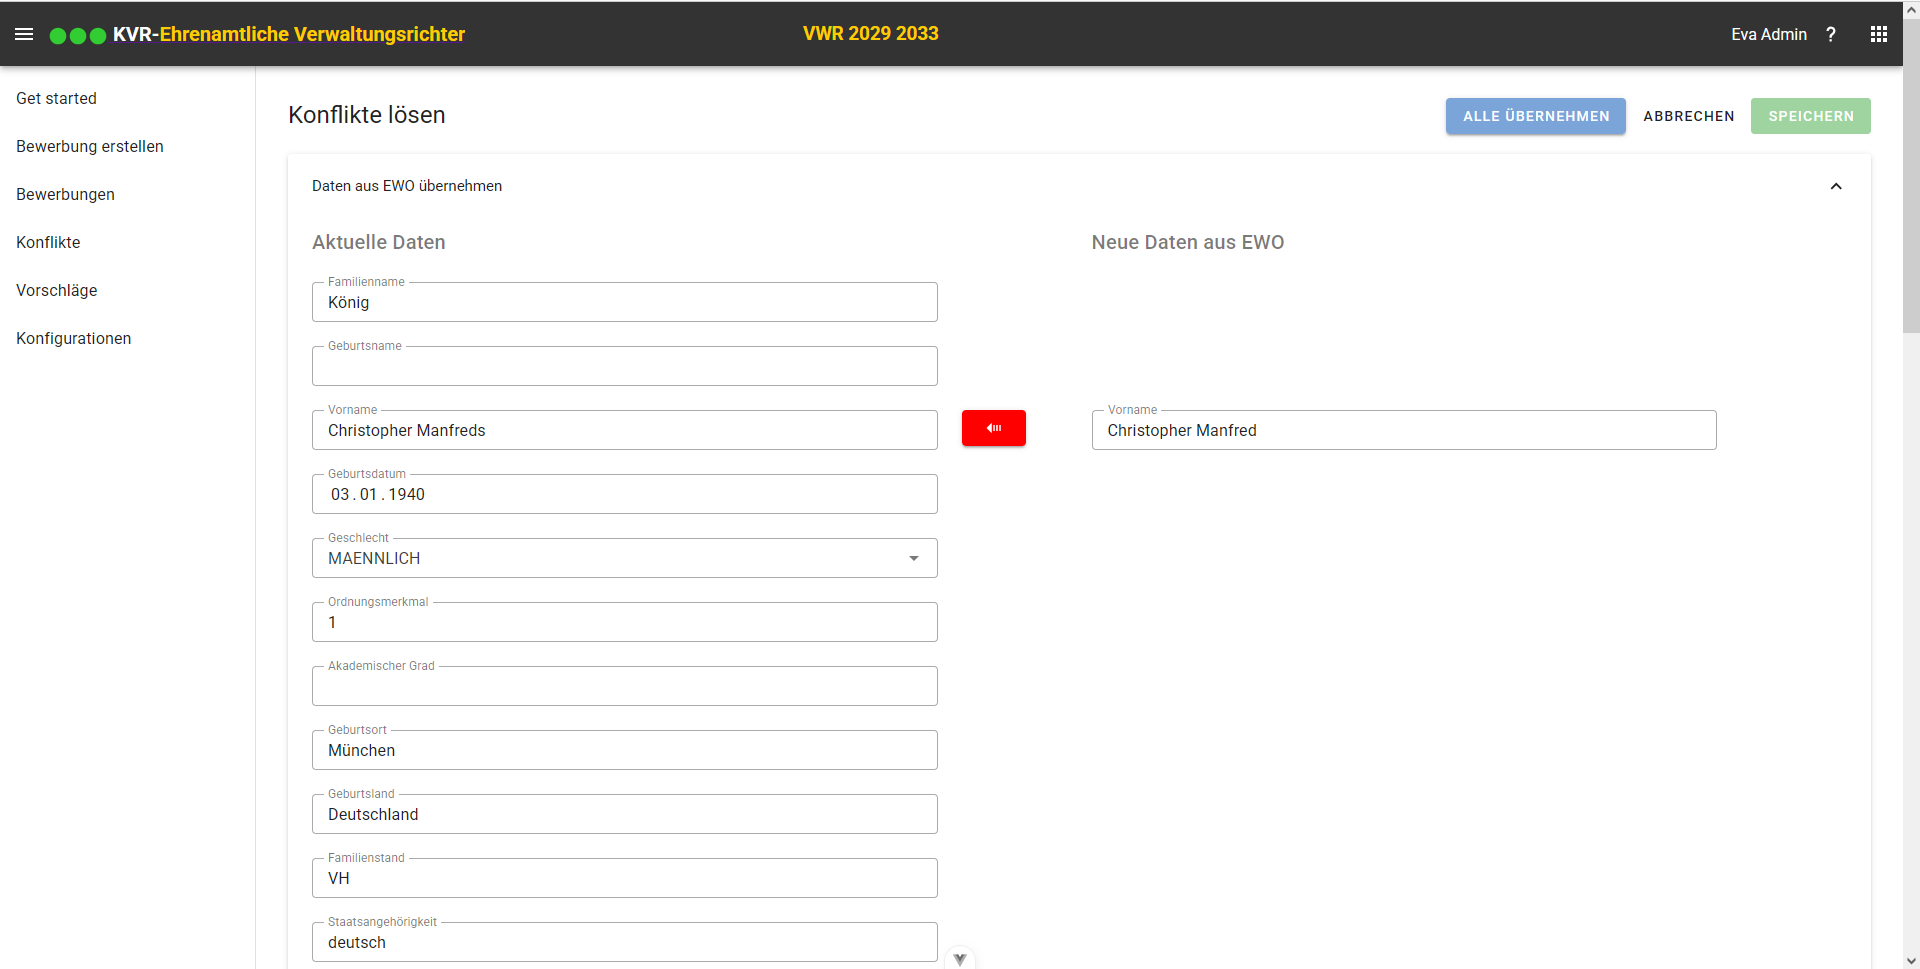 KVR-Ehrenamtliche Verwaltungsrichter
VWR 2029 2033
Eva Admin ?
Get started
Bewerbung erstellen
Bewerbungen
Konflikte
Vorschläge
Konfigurationen
Konflikte lösen
ALLE ÜBERNEHMEN
ABBRECHEN
SPEICHERN
Daten aus EWO übernehmen
Aktuelle Daten
Neue Daten aus EWO
Familienname
König
Geburtsname
Vorname
Christopher Manfreds
Vorname
Christopher Manfred
Geburtsdatum
03.01.1940
Geschlecht
MAENNLICH
Ordnungsmerkmal
1
Akademischer Grad
Geburtsort
München
Geburtsland
Deutschland
Familienstand
VH
Staatsangehörigkeit
deutsch